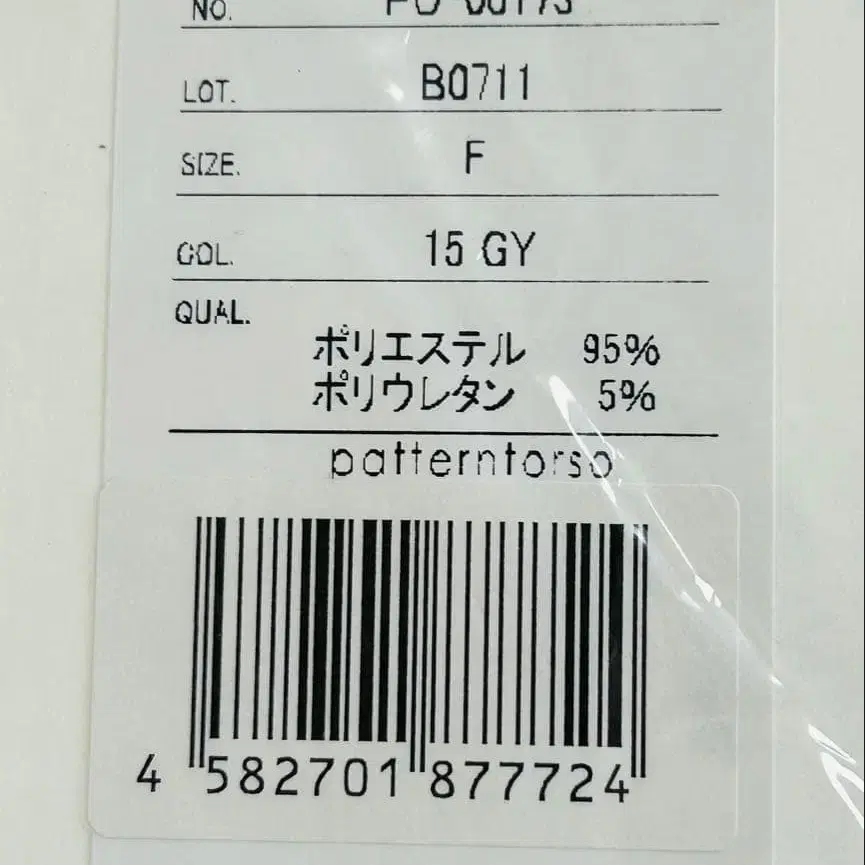 NO.
LOT. B0711
SIZE. F
COL. 15 GY
QUAL.
ポリエステル 95%
ポリウレタン 5%
patterntorso
4 582701 877724